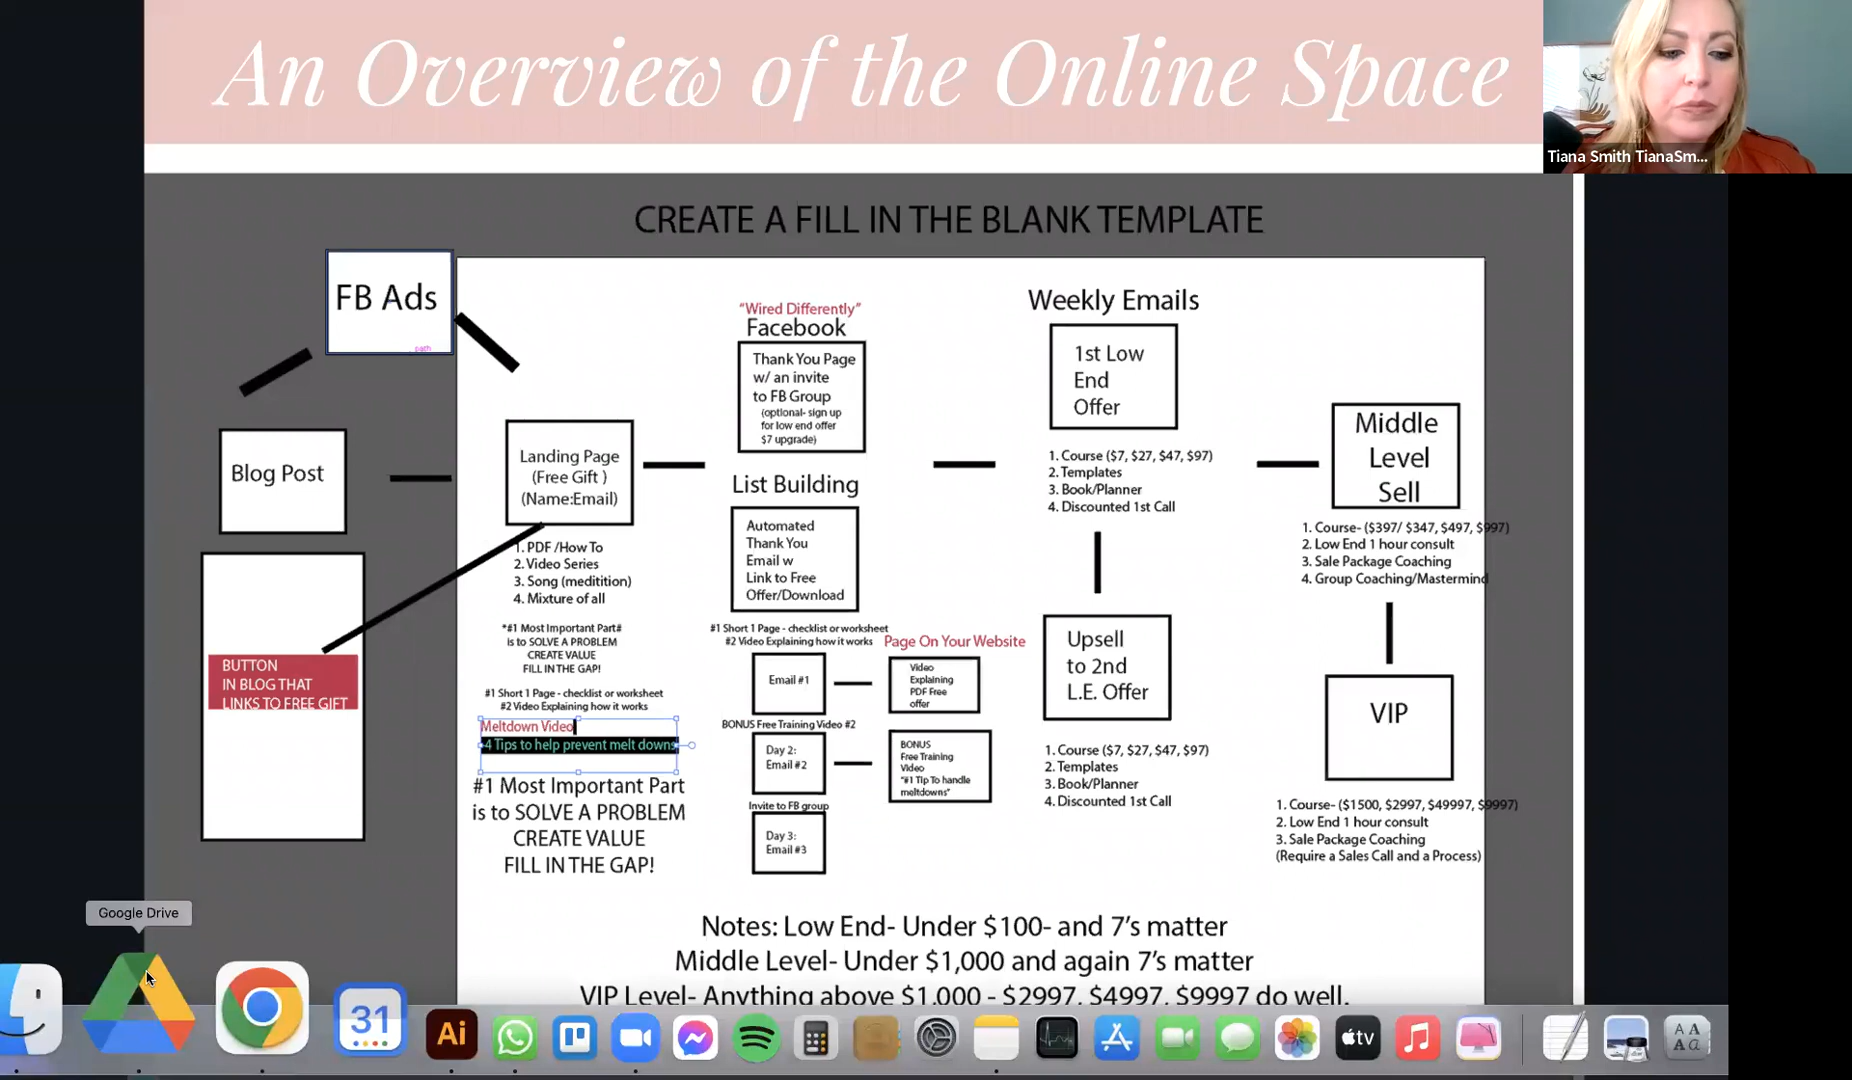 An Overview of the Online Space
Tiana Smith TianaSm...
CREATE A FILL IN THE BLANK TEMPLATE
FB Ads
path
Blog Post
BUTTON
IN BLOG THAT
LINKS TO FREE GIFT
Landing Page
(Free Gift )
(Name:Email)
1. PDF /How To
2. Video Series
3. Song (meditition)
4. Mixture of all
*#1 Most Important Part#
is to SOLVE A PROBLEM
CREATE VALUE
FILL IN THE GAP!
#1 Short 1 Page - checklist or worksheet
#2 Video Explaining how it works
Meltdown Video
4 Tips to help prevent melt downs
#1 Most Important Part
is to SOLVE A PROBLEM
CREATE VALUE
FILL IN THE GAP!
"Wired Differently"
Facebook
Thank You Page
w/ an invite
to FB Group
(optional- sign up
for low end offer
$7 upgrade)
List Building
Automated
Thank You
Email w
Link to Free
Offer/Download
#1 Short 1 Page - checklist or worksheet
#2 Video Explaining how it works
Page On Your Website
Email #1
Video
Explaining
PDF Free
offer
BONUS Free Training Video #2
Day 2:
Email #2
BONUS
Free Training
Video
"#1 Tip To handle
meltdowns"
Invite to FB group
Day 3:
Email #3
Weekly Emails
1st Low
End
Offer
1. Course ($7, $27, $47, $97)
2. Templates
3. Book/Planner
4. Discounted 1st Call
Upsell
to 2nd
L.E. Offer
1. Course ($7, $27, $47, $97)
2. Templates
3. Book/Planner
4. Discounted 1st Call
Middle
Level
Sell
1. Course- ($397/ $347, $497, $997)
2. Low End 1 hour consult
3. Sale Package Coaching
4. Group Coaching/Mastermind
VIP
1. Course- ($1500, $2997, $49997, $9997)
2. Low End 1 hour consult
3. Sale Package Coaching
(Require a Sales Call and a Process)
Notes: Low End- Under $100- and 7's matter
Middle Level- Under $1,000 and again 7's matter
VIP Level- Anything above $1,000 - $2997, $4997, $9997 do well.
Google Drive
31
Ai
tv